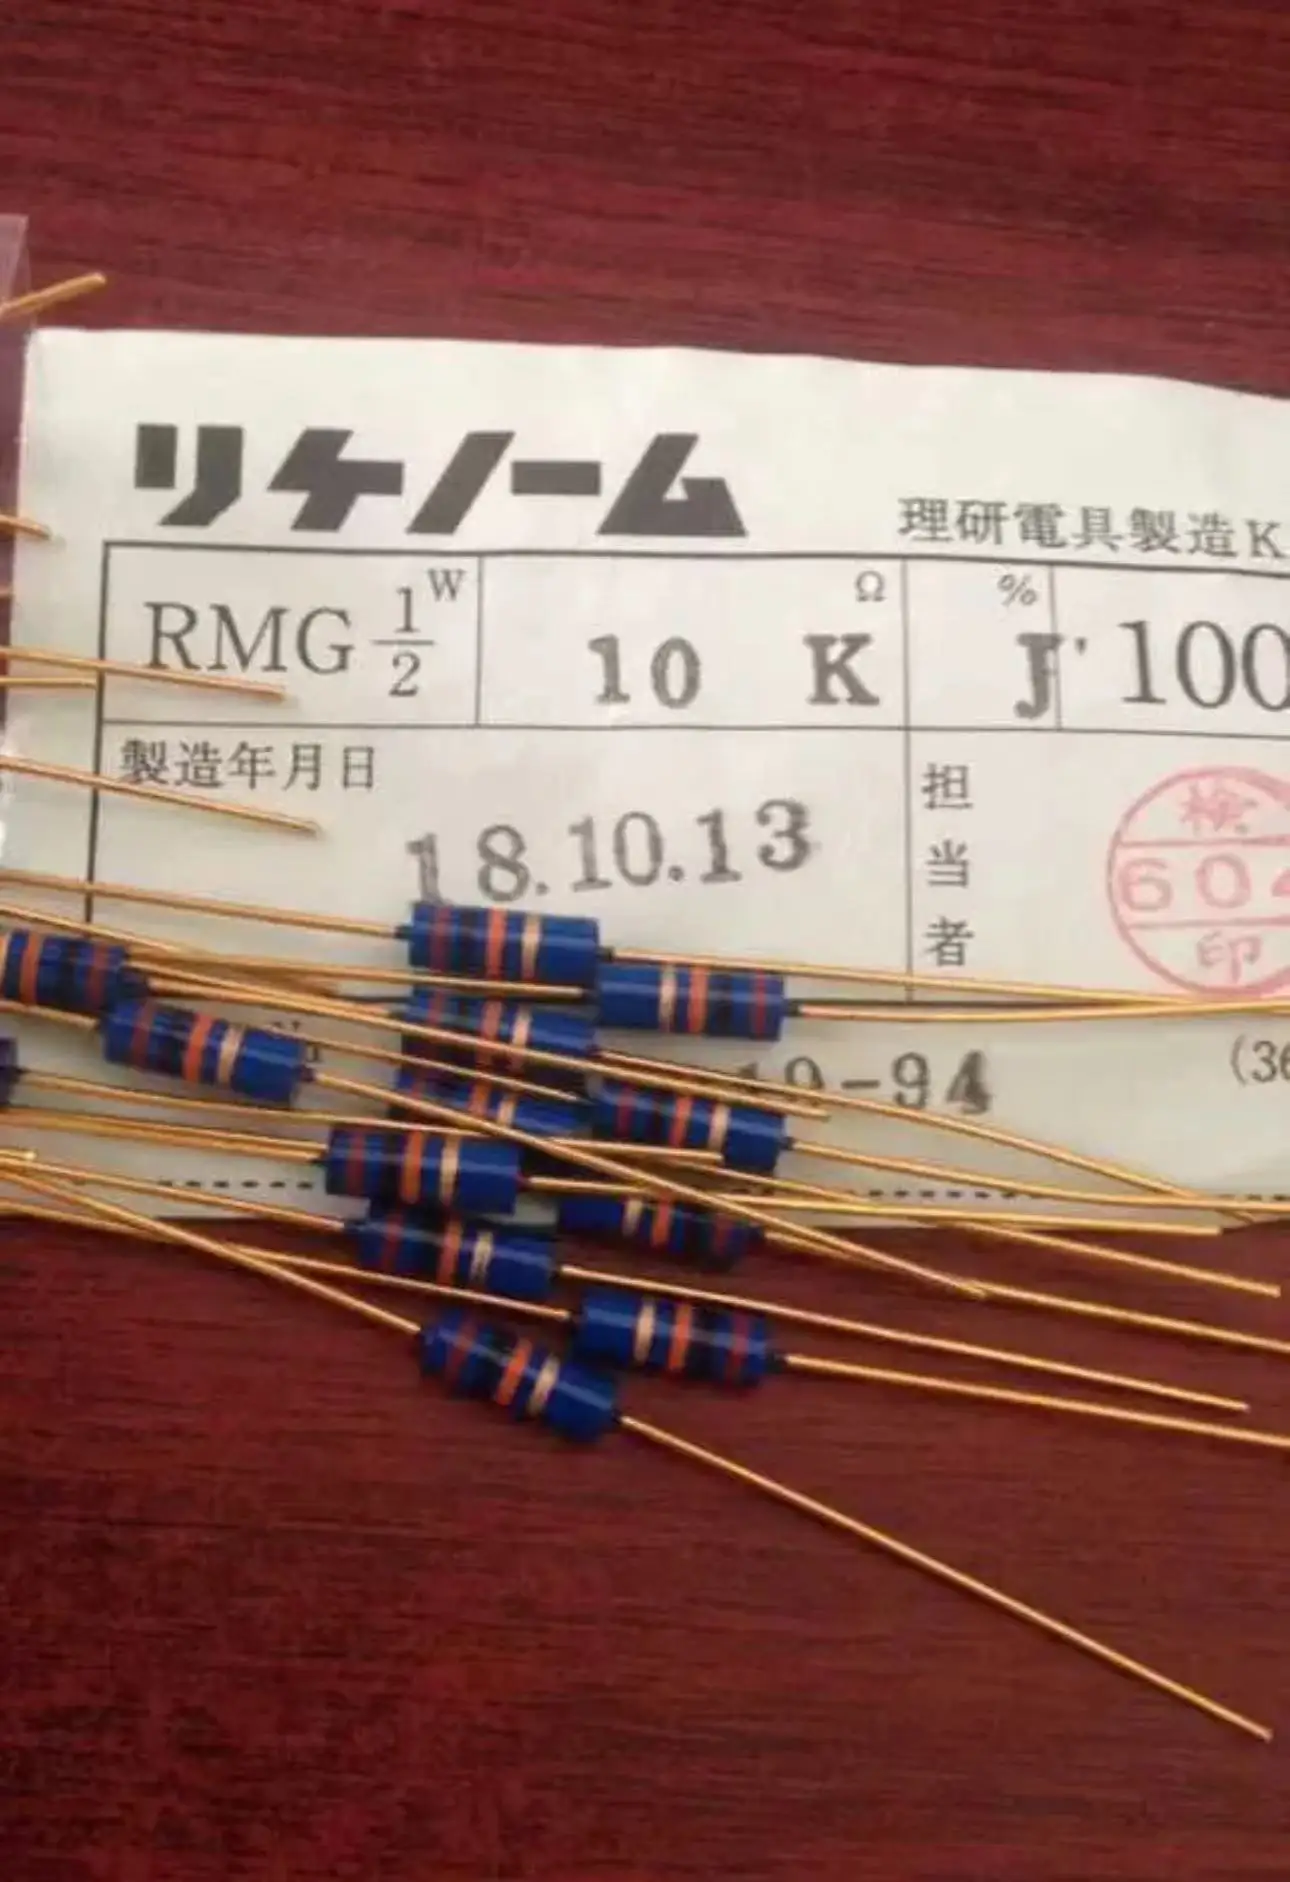 リケノーム
理研電具製造K
RMG 1/2 W 10 K Ω J % 100
製造年月日 18.10.13
担当者
検
604
印
19-94 (36